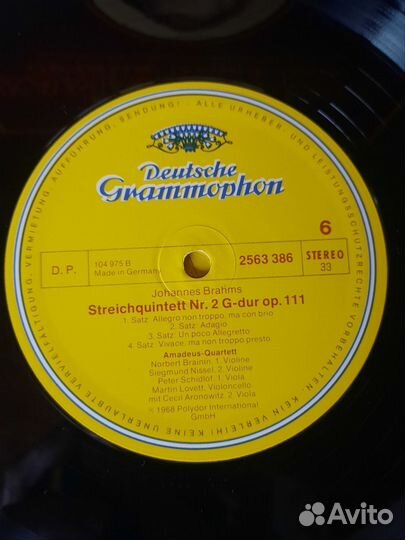 UNG, VERMIETUNG, AUFFÜHRUNG, SENDUNG! - ALLE URHEBER- UND LEISTUNGSSCHUTZRECHTE VORBEHALTEN. KEIN VERLEIH! KEINE UNERLAUBTE VERVIELFÄLTIG
Deutsche
Grammophon
6
D. P.
104 975 B
Made in Germany
2563 386
STEREO
33
Johannes Brahms
Streichquintett Nr. 2 G-dur op. 111
1. Satz: Allegro non troppo, ma con brio
2. Satz: Adagio
3. Satz: Un poco Allegretto
4. Satz: Vivace, ma non troppo presto
Amadeus-Quartett
Norbert Brainin, 1. Violine
Siegmund Nissel, 2. Violine
Peter Schidlof, 1. Viola
Martin Lovett, Violoncello
mit Cecil Aronowitz, 2. Viola
℗ 1968 Polydor International
GmbH
Avito